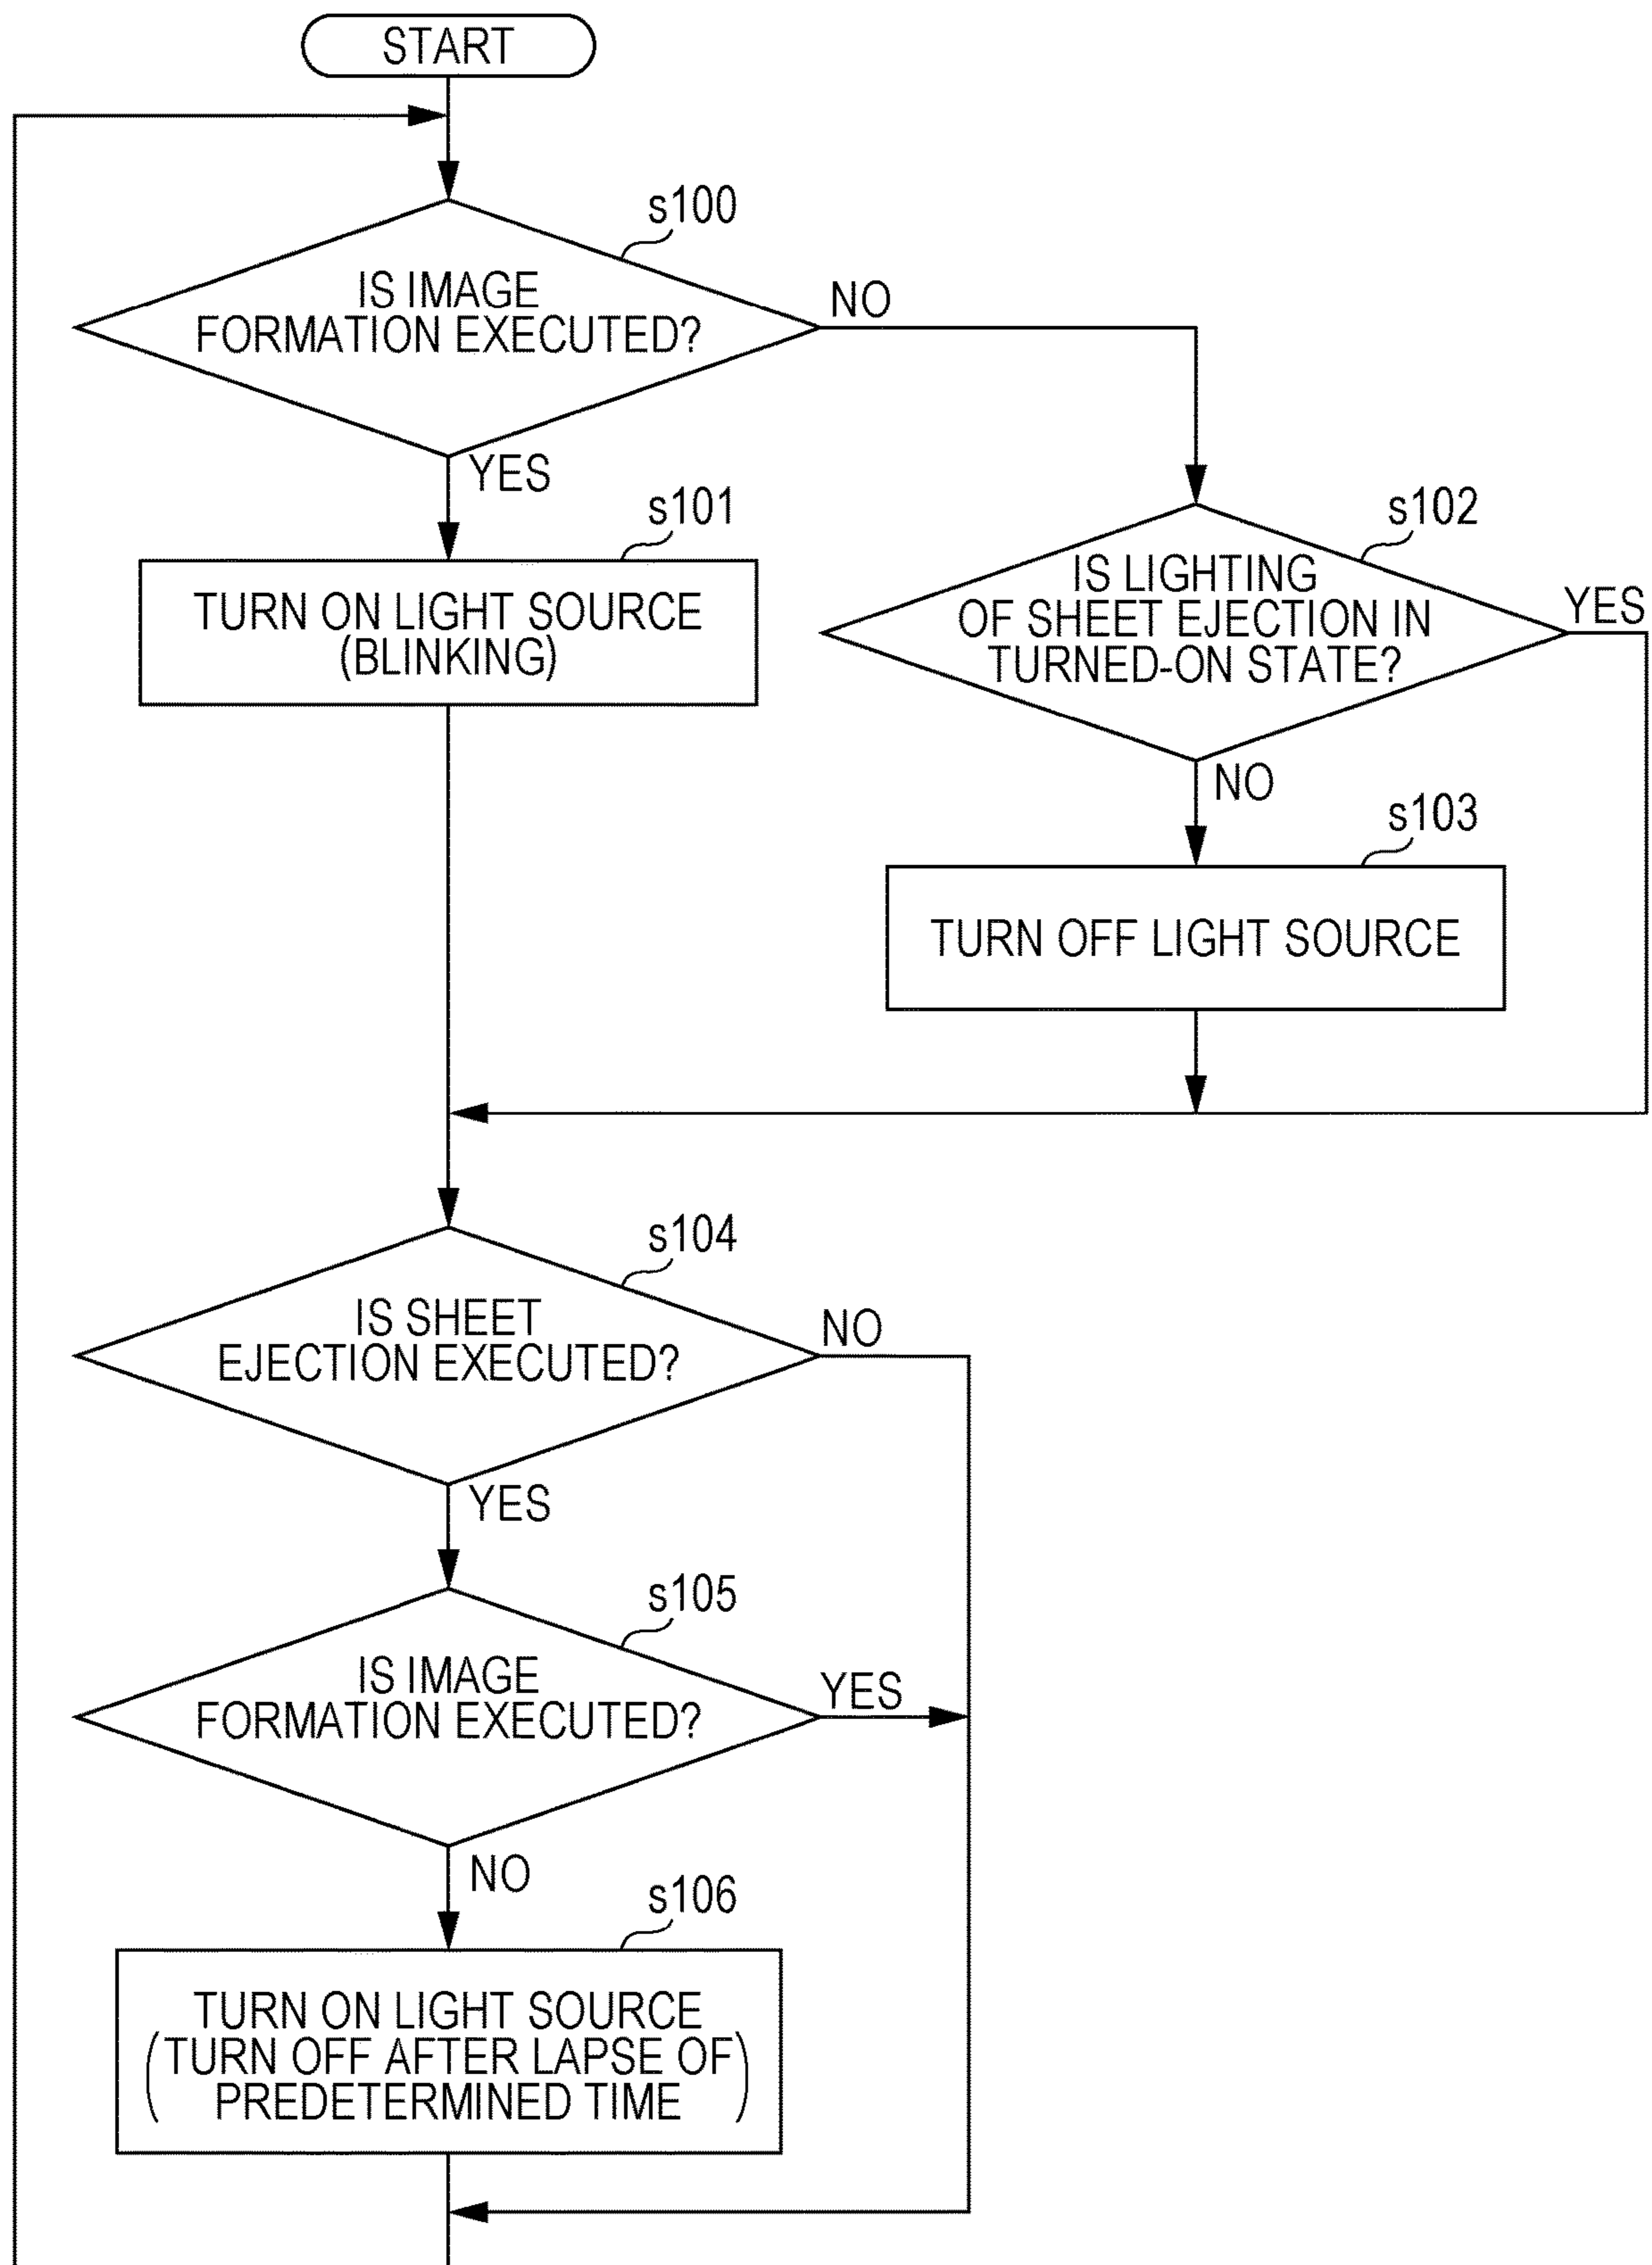 START
s100
IS IMAGE
FORMATION EXECUTED?
NO
YES
s101
TURN ON LIGHT SOURCE
(BLINKING)
s102
IS LIGHTING
OF SHEET EJECTION IN
TURNED-ON STATE?
YES
NO
s103
TURN OFF LIGHT SOURCE
s104
IS SHEET
EJECTION EXECUTED?
NO
YES
s105
IS IMAGE
FORMATION EXECUTED?
YES
NO
s106
TURN ON LIGHT SOURCE
(TURN OFF AFTER LAPSE OF
PREDETERMINED TIME)